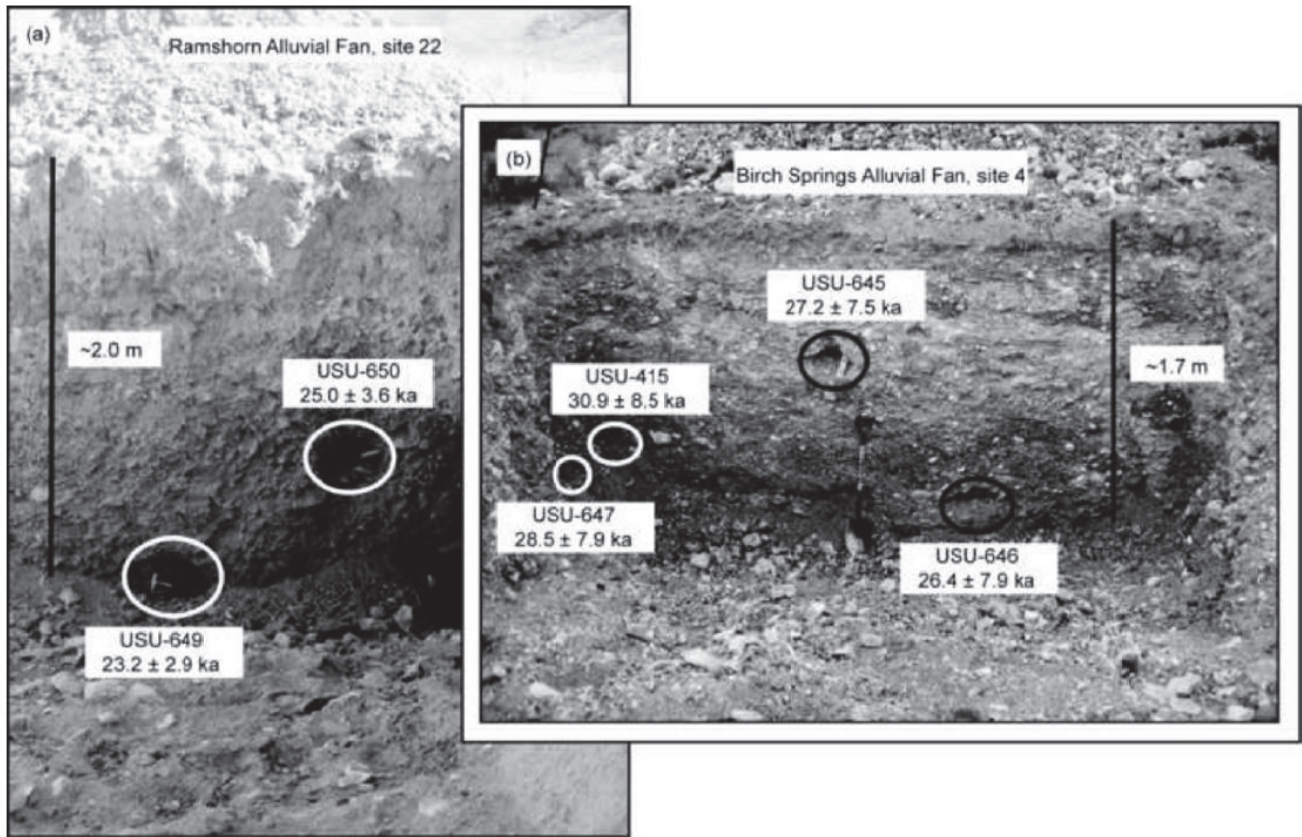 (a)
Ramshorn Alluvial Fan, site 22
~2.0 m
USU-650
25.0 ± 3.6 ka
USU-649
23.2 ± 2.9 ka
(b)
Birch Springs Alluvial Fan, site 4
USU-645
27.2 ± 7.5 ka
USU-415
30.9 ± 8.5 ka
~1.7 m
USU-647
28.5 ± 7.9 ka
USU-646
26.4 ± 7.9 ka